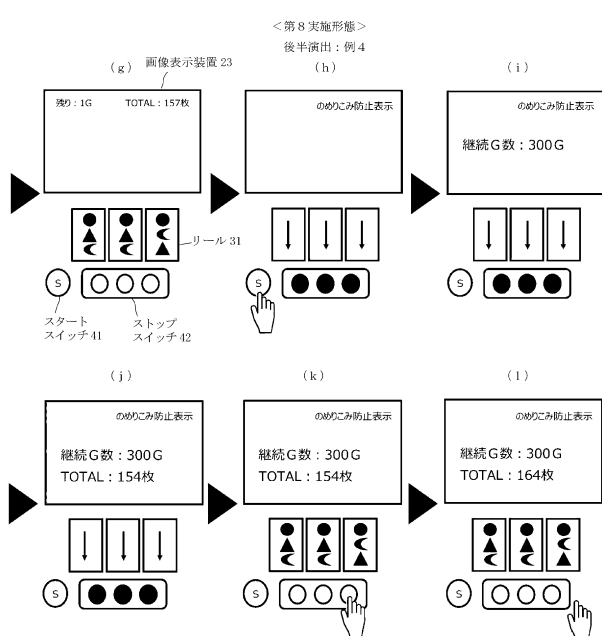 ＜第８実施形態＞
後半演出：例４
(g) 画像表示装置23
(h)
(i)
残り：1G TOTAL：157枚
のめりこみ防止表示
のめりこみ防止表示
継続Ｇ数：300Ｇ
リール31
S
S
S
スタート
スイッチ41
ストップ
スイッチ42
(j)
(k)
(l)
のめりこみ防止表示
継続Ｇ数：300Ｇ
TOTAL：154枚
のめりこみ防止表示
継続Ｇ数：300Ｇ
TOTAL：154枚
のめりこみ防止表示
継続Ｇ数：300Ｇ
TOTAL：164枚
S
S
S